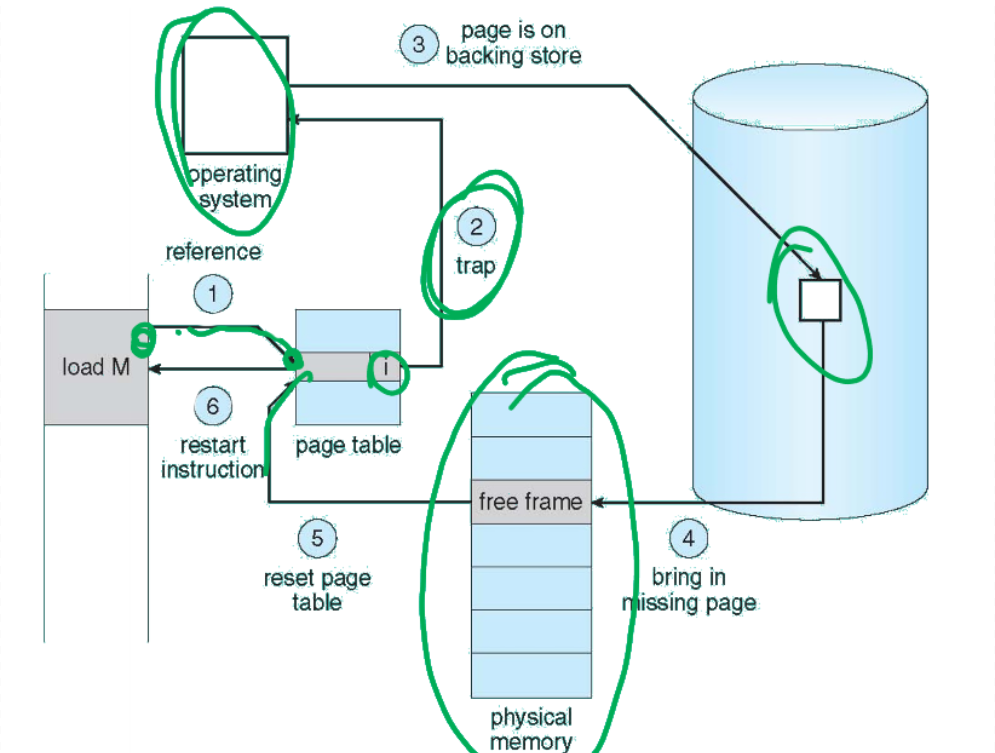 3
page is on
backing store
operating
system
2
trap
reference
1
load M
i
6
restart
instruction
page table
free frame
5
reset page
table
4
bring in
missing page
physical
memory